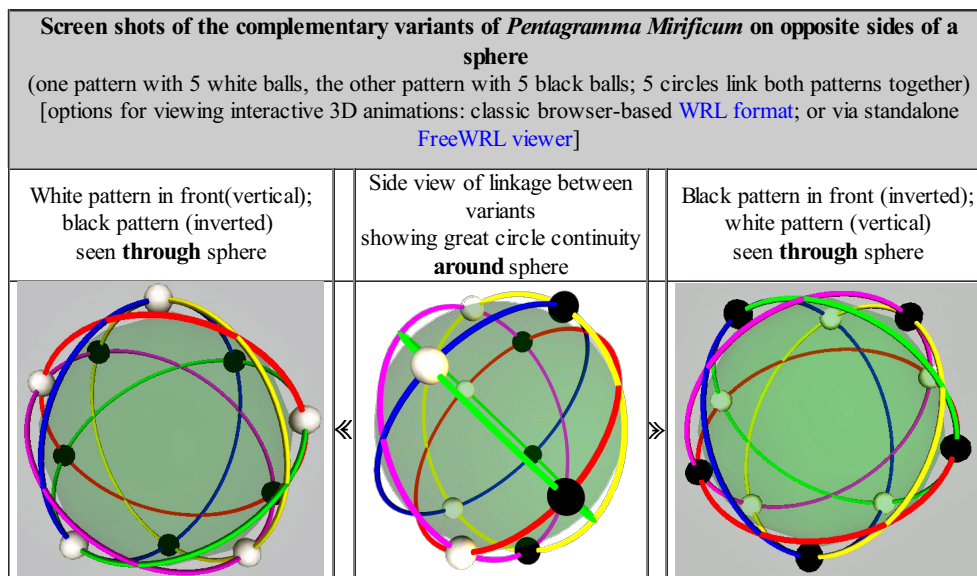 Screen shots of the complementary variants of Pentagramma Mirificum on opposite sides of a
sphere
(one pattern with 5 white balls, the other pattern with 5 black balls; 5 circles link both patterns together)
[options for viewing interactive 3D animations: classic browser-based WRL format; or via standalone
FreeWRL viewer]
White pattern in front(vertical);
black pattern (inverted)
seen through sphere
Side view of linkage between
variants
showing great circle continuity
around sphere
Black pattern in front (inverted);
white pattern (vertical)
seen through sphere
<<
>>